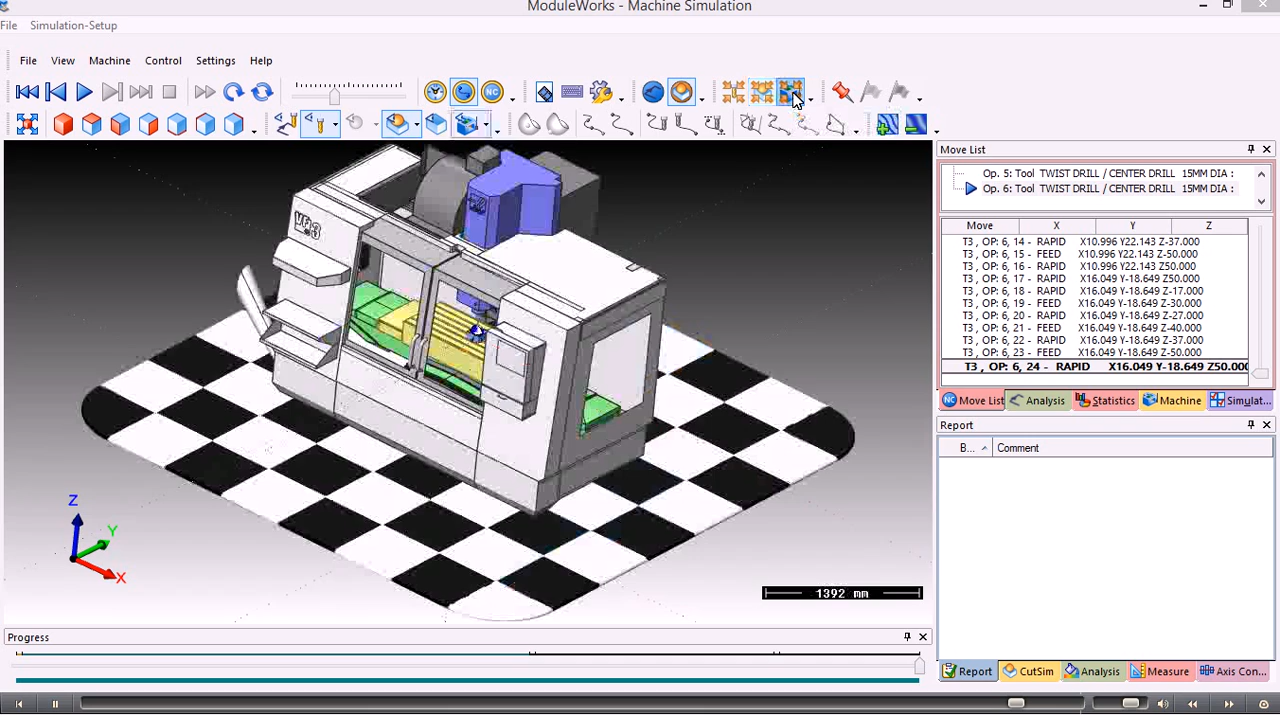 ModuleWorks - Machine Simulation
File Simulation-Setup
File View Machine Control Settings Help
NC
Move List
Op. 5: Tool TWIST DRILL / CENTER DRILL 15MM DIA :
Op. 6: Tool TWIST DRILL / CENTER DRILL 15MM DIA :
Move X Y Z
T3 , OP: 6, 14 - RAPID X10.996 Y22.143 Z-37.000
T3 , OP: 6, 15 - FEED X10.996 Y22.143 Z-50.000
T3 , OP: 6, 16 - RAPID X10.996 Y22.143 Z50.000
T3 , OP: 6, 17 - RAPID X16.049 Y-18.649 Z50.000
T3 , OP: 6, 18 - RAPID X16.049 Y-18.649 Z-17.000
T3 , OP: 6, 19 - FEED X16.049 Y-18.649 Z-30.000
T3 , OP: 6, 20 - RAPID X16.049 Y-18.649 Z-27.000
T3 , OP: 6, 21 - FEED X16.049 Y-18.649 Z-40.000
T3 , OP: 6, 22 - RAPID X16.049 Y-18.649 Z-37.000
T3 , OP: 6, 23 - FEED X16.049 Y-18.649 Z-50.000
T3 , OP: 6, 24 - RAPID X16.049 Y-18.649 Z50.000
NC Move List Analysis Statistics Machine Simulat...
Report
B... Comment
VF3
Z
Y
X
1392 mm
Progress
Report CutSim Analysis Measure Axis Con...